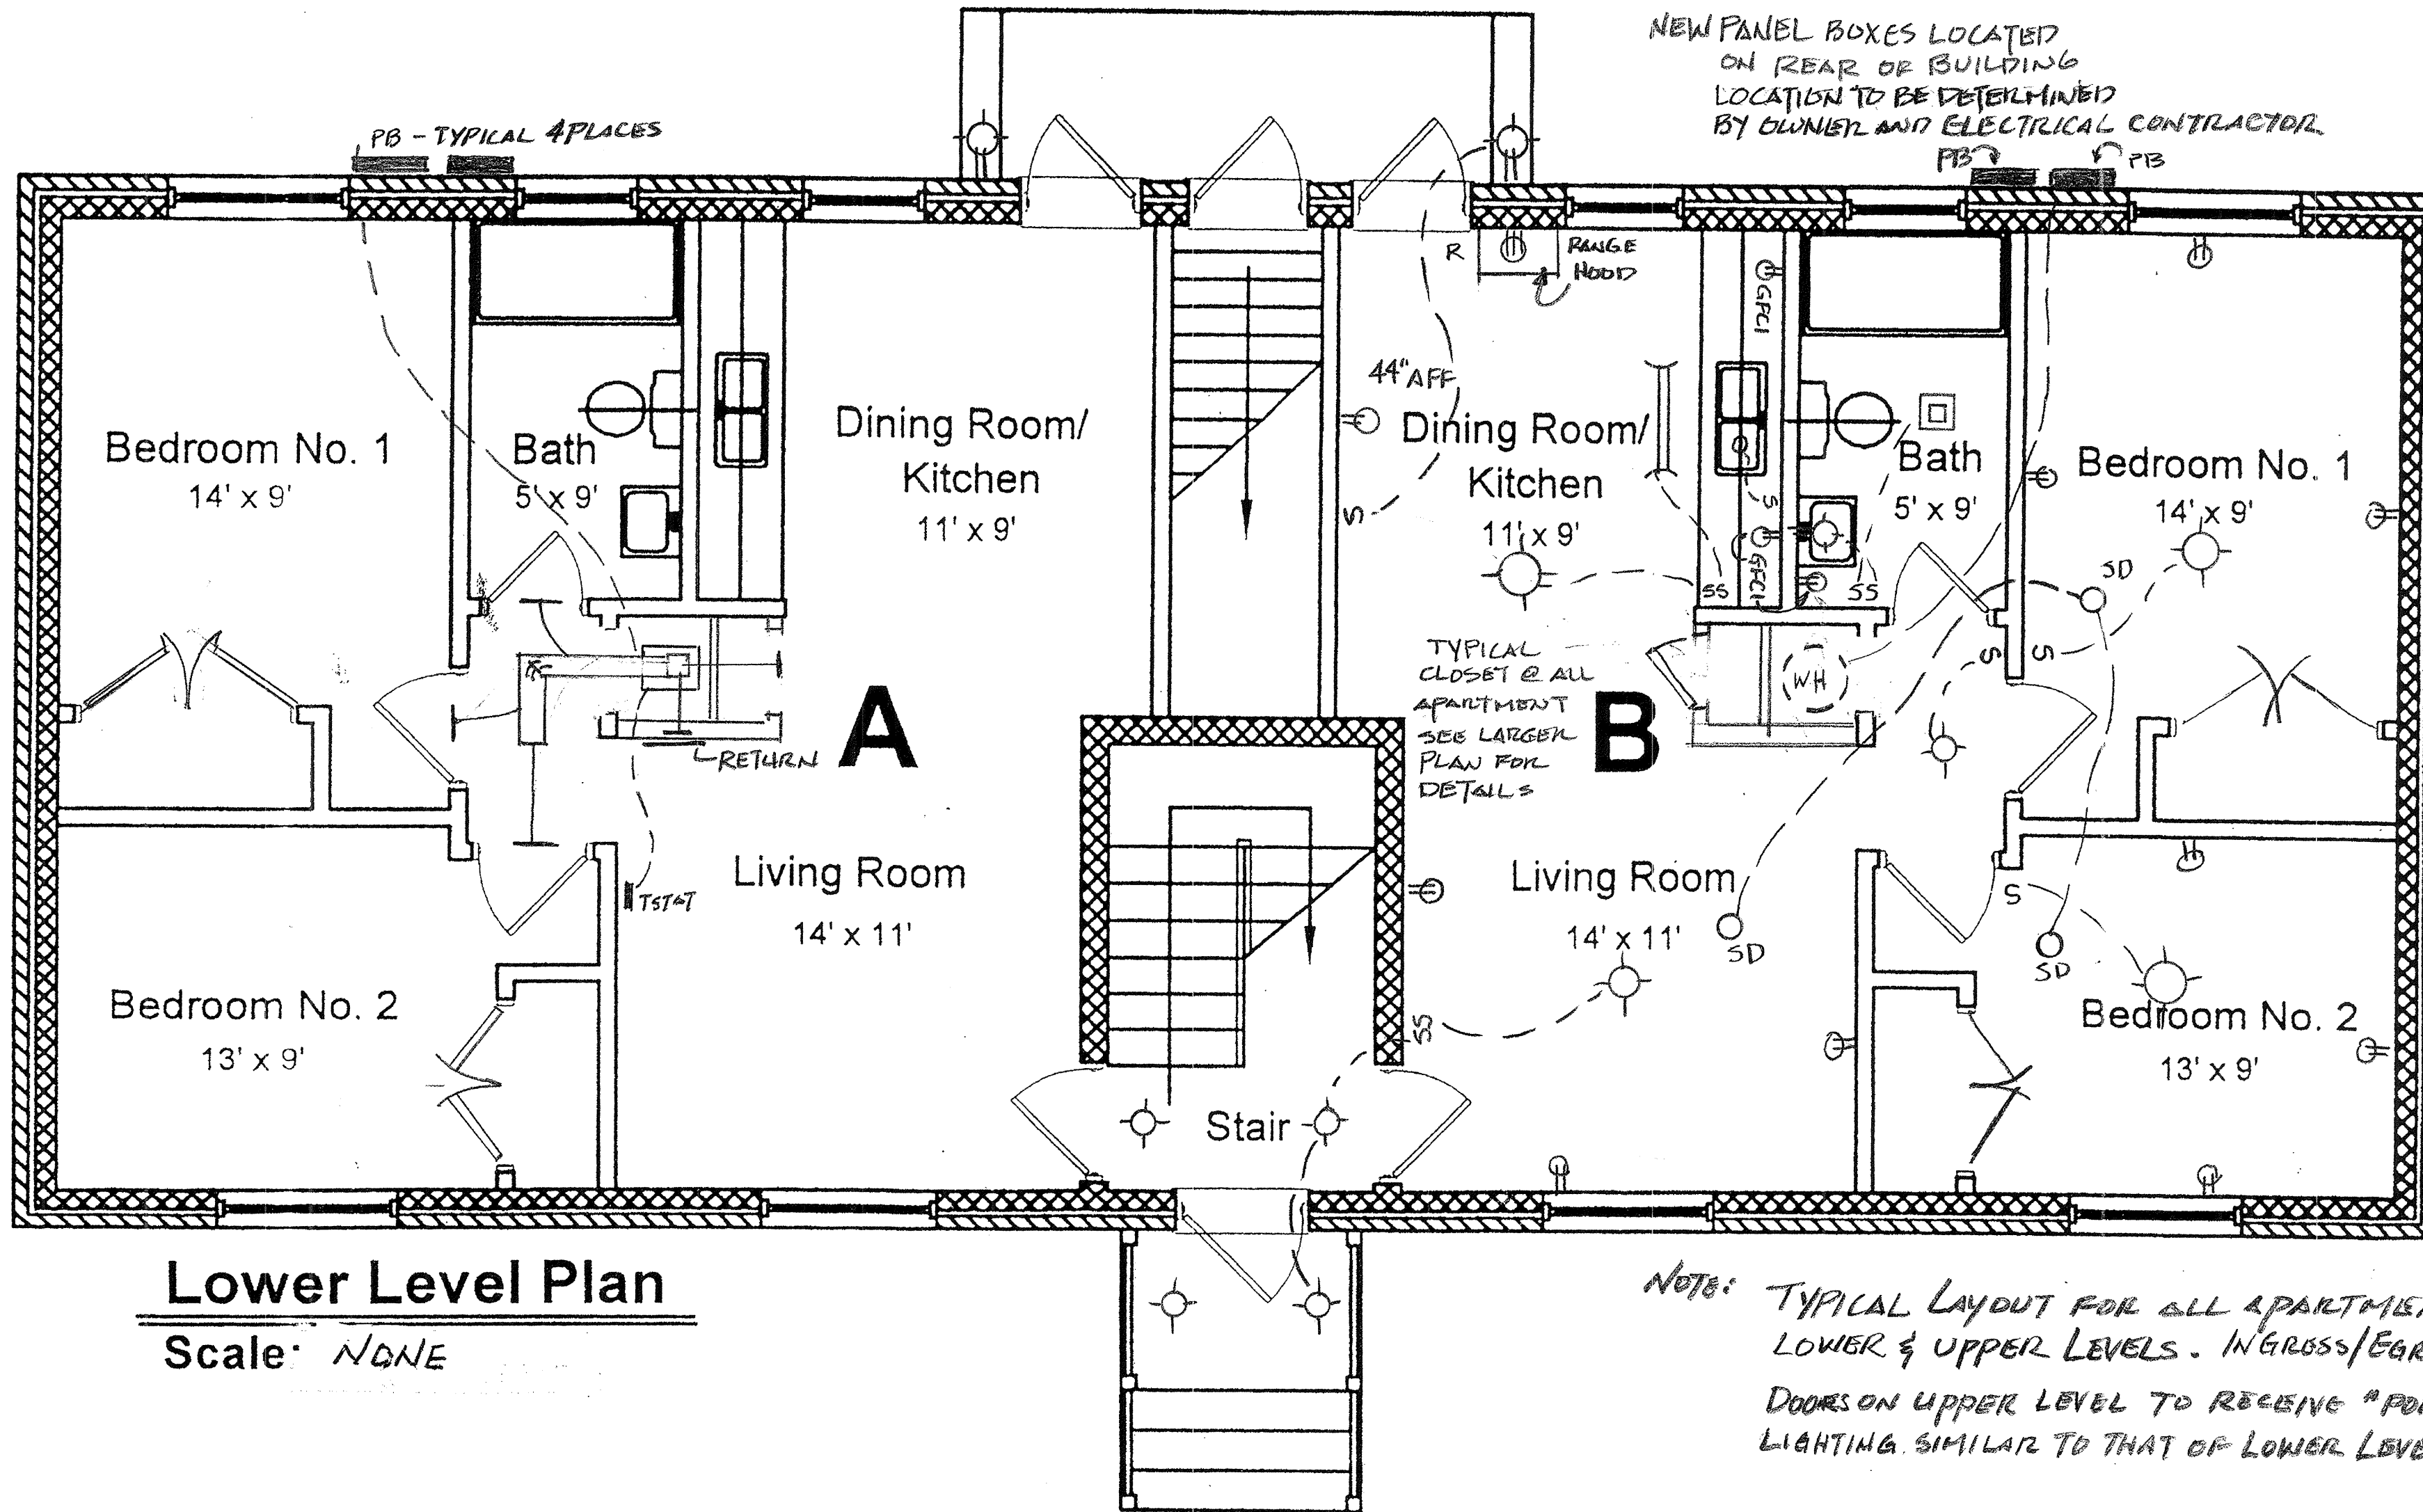 NEW PANEL BOXES LOCATED
ON REAR OF BUILDING
LOCATION TO BE DETERMINED
BY OWNER AND ELECTRICAL CONTRACTOR
PB PB
PB - TYPICAL 4 PLACES
R
RANGE
HOOD
GFCI
44" AFF
Bedroom No. 1
14' x 9'
Bath
5' x 9'
Dining Room/
Kitchen
11' x 9'
S
Dining Room/
Kitchen
11' x 9'
S
GFCI
SS
Bath
5' x 9'
SS
Bedroom No. 1
14' x 9'
SD
S S
TYPICAL
CLOSET @ ALL
APARTMENT
SEE LARGER
PLAN FOR
DETAILS
WH
RETURN
A
B
TSTAT
Living Room
14' x 11'
Living Room
14' x 11'
SD
S
SD
SS
Bedroom No. 2
13' x 9'
Stair
Bedroom No. 2
13' x 9'
Lower Level Plan
Scale: NONE
NOTE: TYPICAL LAYOUT FOR ALL APARTME
LOWER & UPPER LEVELS. INGRESS/EGR
DOORS ON UPPER LEVEL TO RECEIVE "PO
LIGHTING SIMILAR TO THAT OF LOWER LEVE